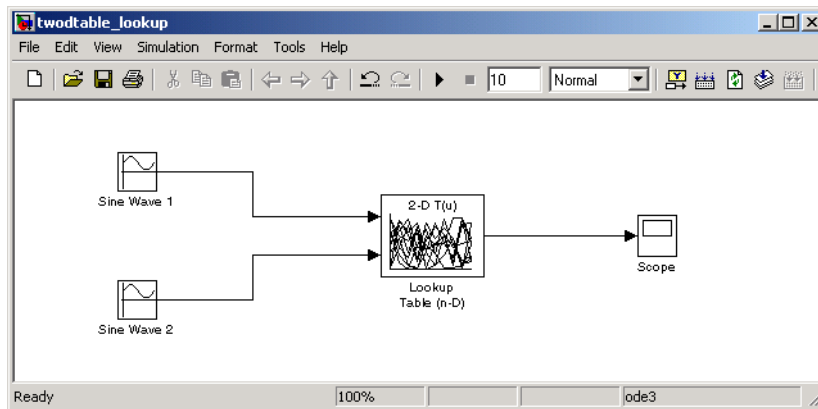 twodtable_lookup
File Edit View Simulation Format Tools Help
10 Normal
Sine Wave 1
2-D T(u)
Lookup
Table (n-D)
Scope
Sine Wave 2
Ready 100% ode3